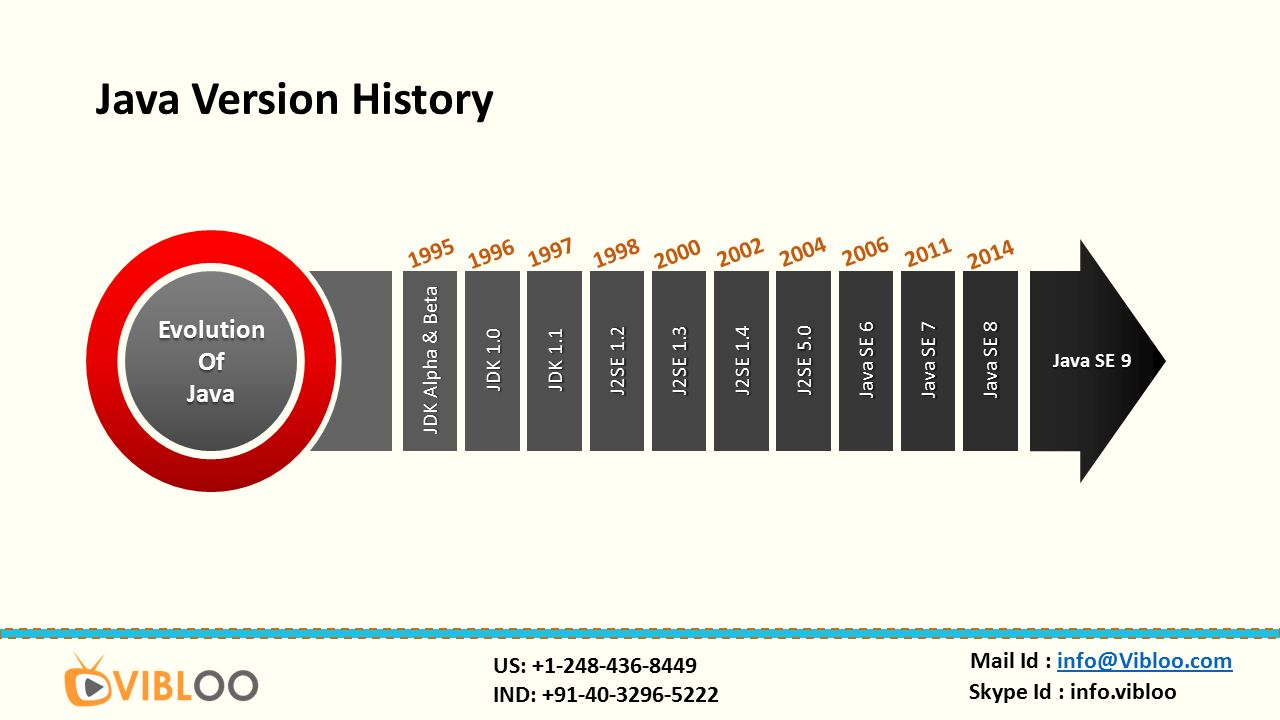 Java Version History
1995
1996
1997
1998
2000
2002
2004
2006
2011
2014
Evolution
Of
Java
JDK Alpha & Beta
JDK 1.0
JDK 1.1
J2SE 1.2
J2SE 1.3
J2SE 1.4
J2SE 5.0
Java SE 6
Java SE 7
Java SE 8
Java SE 9
VIBLOO
US: +1-248-436-8449
IND: +91-40-3296-5222
Mail Id : info@Vibloo.com
Skype Id : info.vibloo